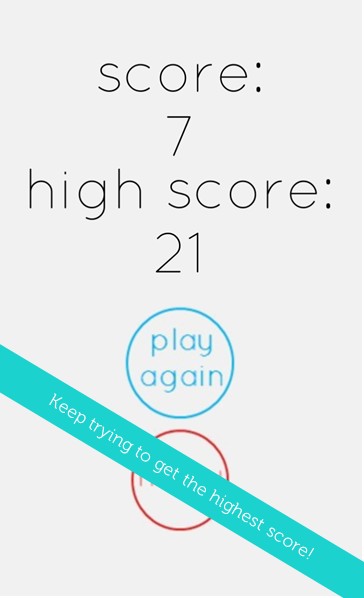 score:
7
high score:
21
play
again
Keep trying to get the highest score!